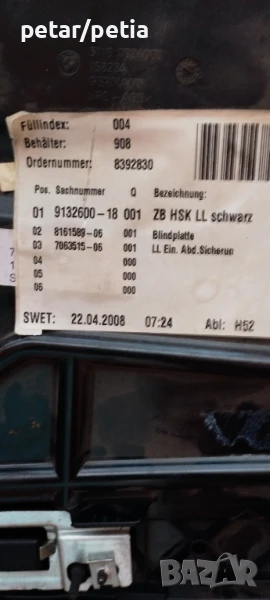 petar/petia
Füllindex: 004
Behälter: 908
Ordernummer: 8392830
Pos. Sachnummer Q Bezeichnung:
01 9132600-18 001 ZB HSK LL schwarz
02 8161589-06 001 Blindplatte
03 7063515-06 001 LL Ein. Abd.Sicherun
04 000
05 000
06 000
SWET: 22.04.2008 07:24 Abl: H52
bazar